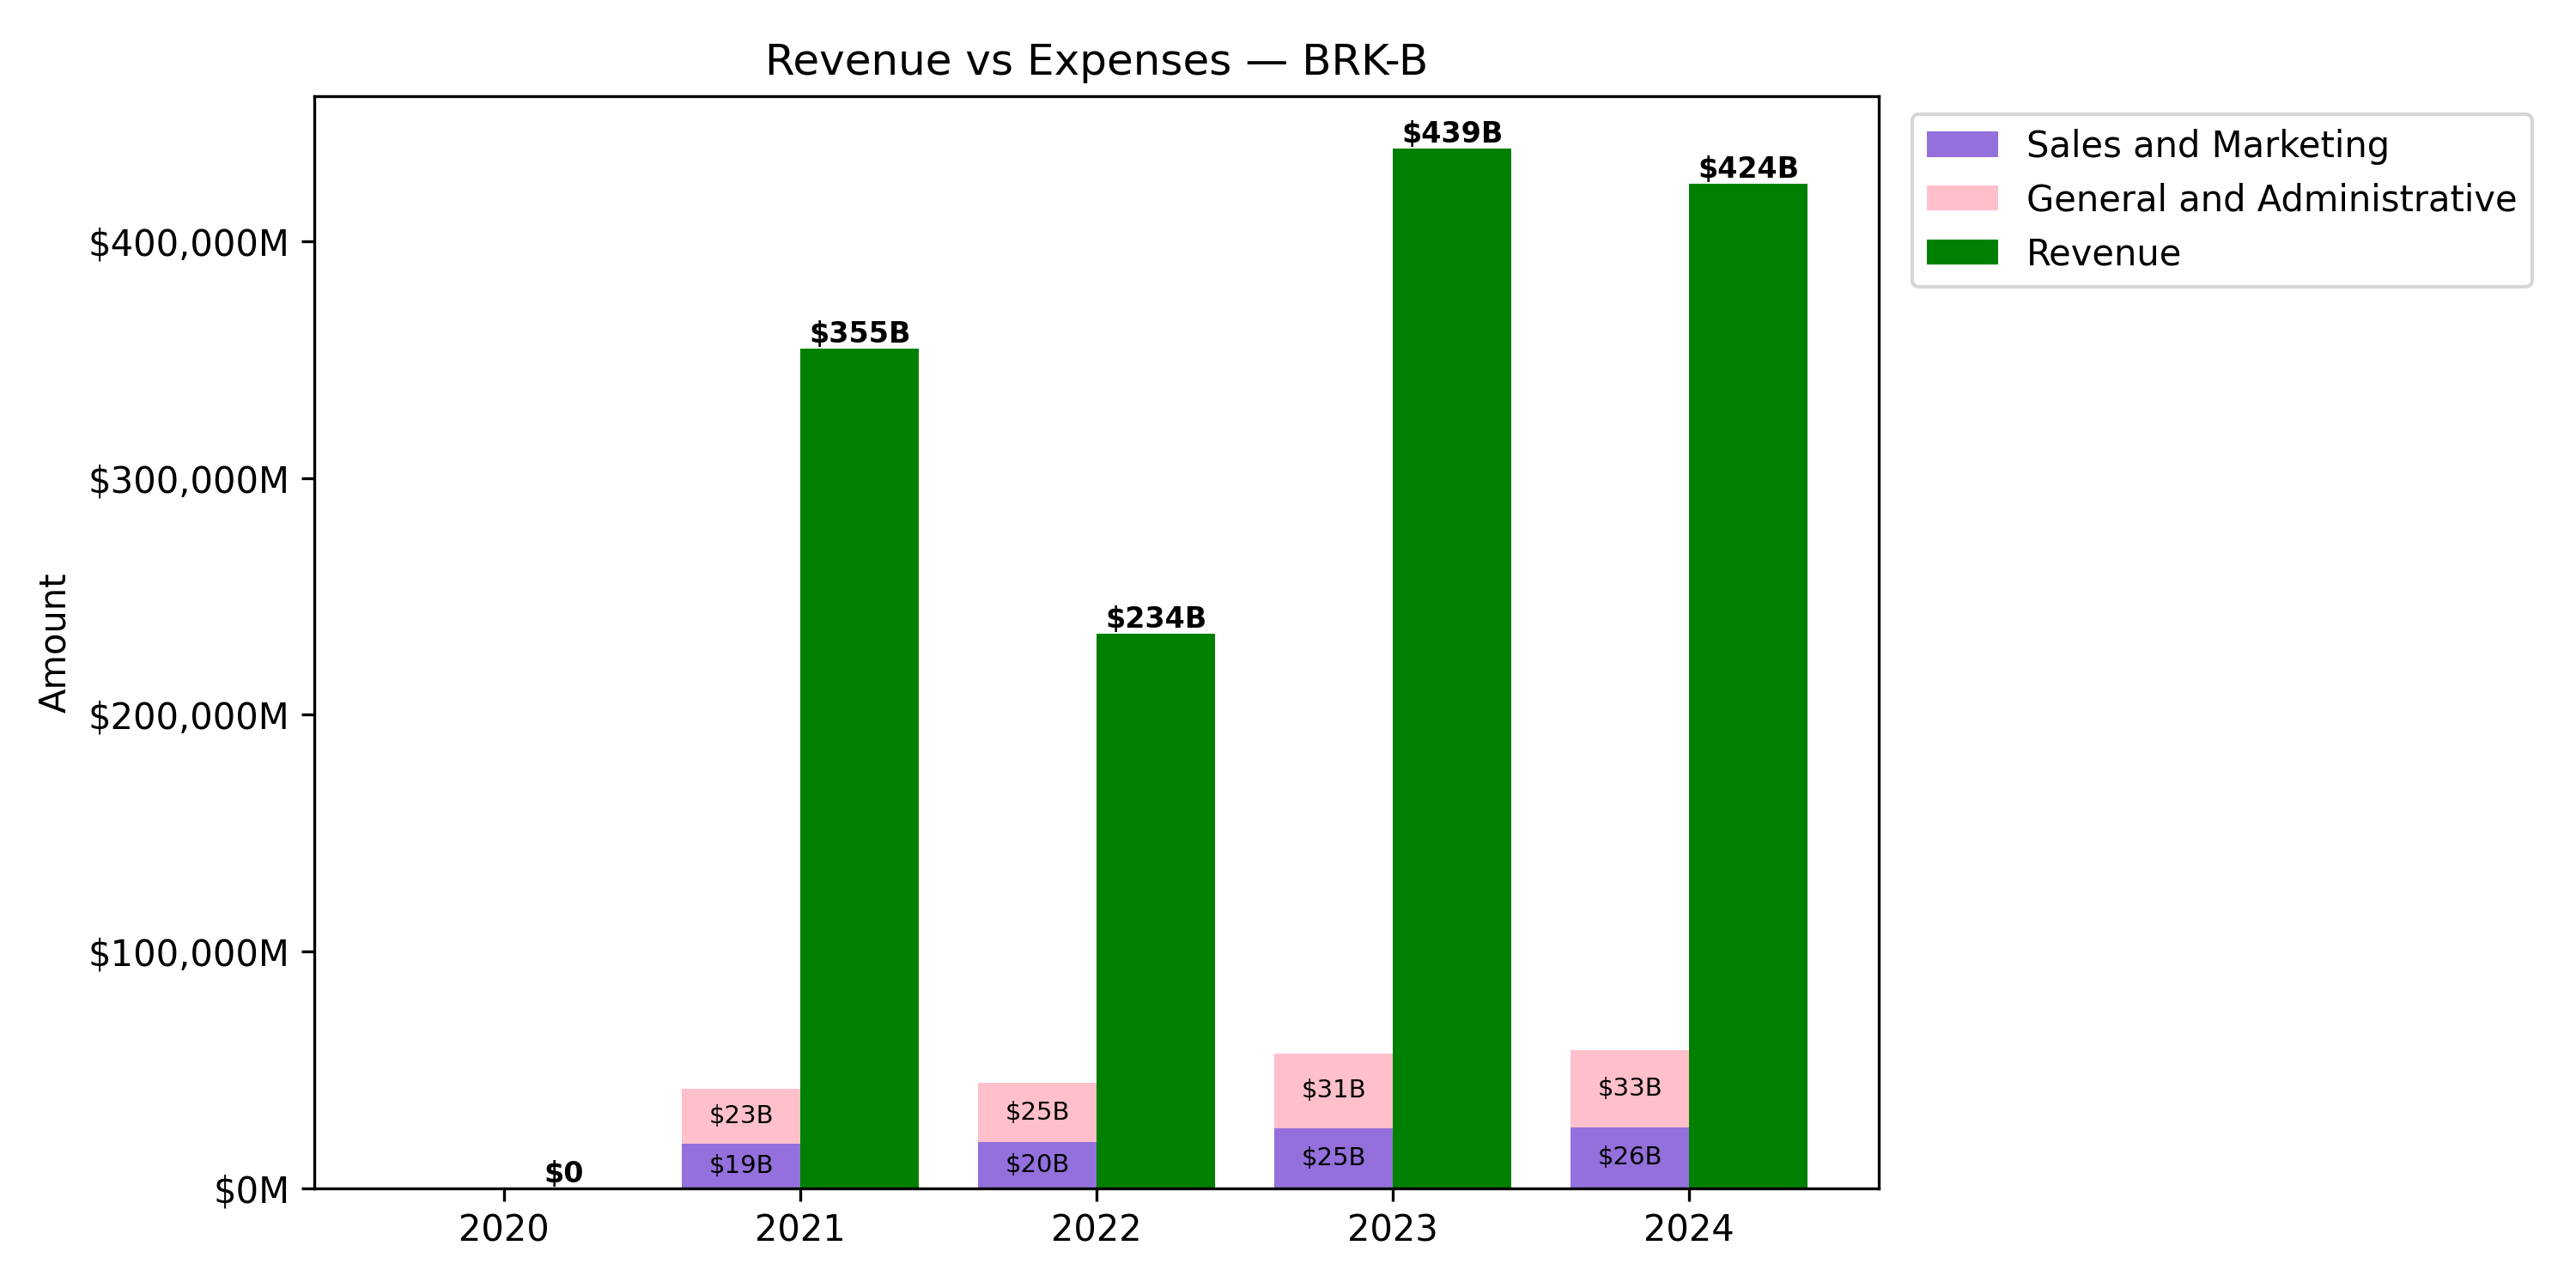 Revenue vs Expenses — BRK-B
Sales and Marketing
General and Administrative
Revenue
Amount
$400,000M
$300,000M
$200,000M
$100,000M
$0M
$0
$355B
$23B
$19B
$234B
$25B
$20B
$439B
$31B
$25B
$424B
$33B
$26B
2020
2021
2022
2023
2024